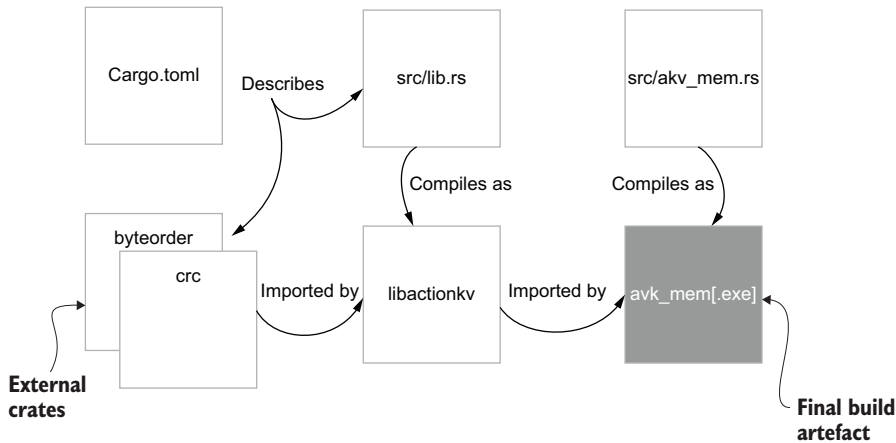 Cargo.toml
Describes
src/lib.rs
src/akv_mem.rs
Compiles as
Compiles as
byteorder
crc
Imported by
libactionkv
Imported by
avk_mem[.exe]
External
crates
Final build
artefact